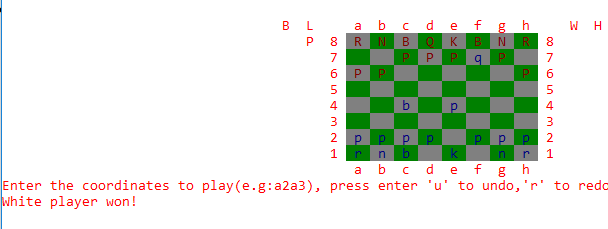 B L a b c d e f g h W H
P 8 R N B Q K B N R 8
7 P P P q P 7
6 P P P 6
5 5
4 b p 4
3 3
2 p p p p p p p 2
1 r n b k n r 1
a b c d e f g h
Enter the coordinates to play(e.g:a2a3), press enter 'u' to undo,'r' to redo
White player won!